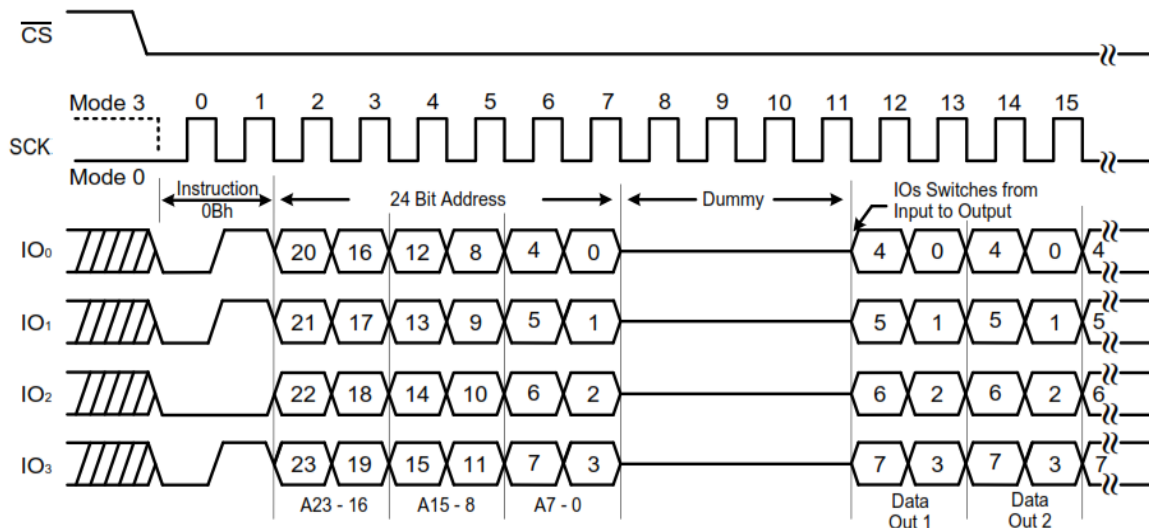 CS
Mode 3 0 1 2 3 4 5 6 7 8 9 10 11 12 13 14 15
SCK
Mode 0
Instruction 24 Bit Address Dummy IOs Switches from
0Bh Input to Output
IO0 20 16 12 8 4 0 4 0 4 0 4
IO1 21 17 13 9 5 1 5 1 5 1 5
IO2 22 18 14 10 6 2 6 2 6 2 6
IO3 23 19 15 11 7 3 7 3 7 3 7
A23 - 16 A15 - 8 A7 - 0 Data Data
Out 1 Out 2